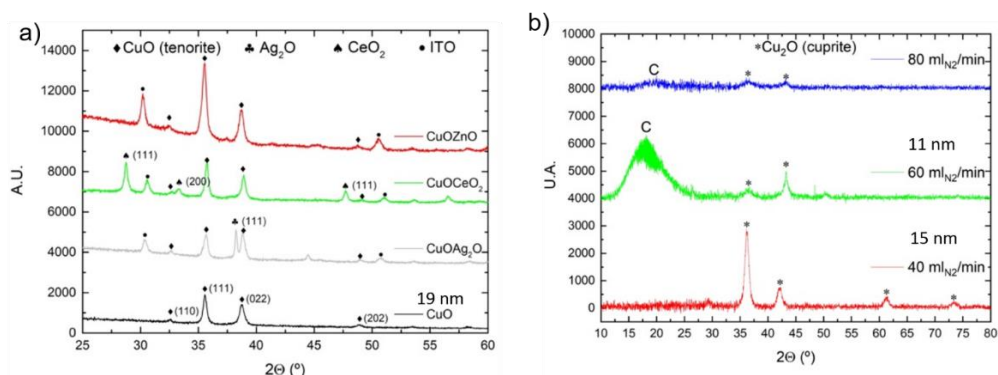 a)
♦CuO (tenorite) ♣Ag₂O ♠CeO₂ •ITO
14000
12000
10000
8000
6000
4000
2000
0
A.U.
CuOZnO
(111)
(200)
(111)
CuOCeO₂
(111)
CuOAg₂O
(110)
(111)
(022)
(202)
19 nm
CuO
25 30 35 40 45 50 55 60
2Θ (º)
b)
*Cu₂O (cuprite)
10000
9000
8000
7000
6000
5000
4000
3000
2000
1000
0
U.A.
C
* *
80 ml_N2/min
C
* *
11 nm
60 ml_N2/min
* * * *
15 nm
40 ml_N2/min
10 15 20 25 30 35 40 45 50 55 60 65 70 75 80
2Θ (º)